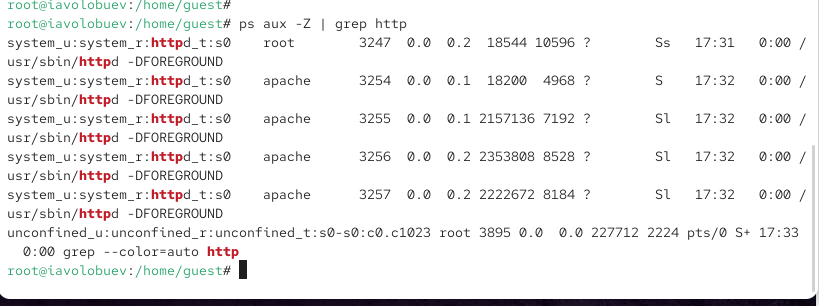 root@iavolobuev:/home/guest#
root@iavolobuev:/home/guest# ps aux -Z | grep http
system_u:system_r:httpd_t:s0    root        3247  0.0  0.2  18544 10596 ?        Ss   17:31   0:00 /
usr/sbin/httpd -DFOREGROUND
system_u:system_r:httpd_t:s0    apache      3254  0.0  0.1  18200  4968 ?        S    17:32   0:00 /
usr/sbin/httpd -DFOREGROUND
system_u:system_r:httpd_t:s0    apache      3255  0.0  0.1 2157136 7192 ?        Sl   17:32   0:00 /
usr/sbin/httpd -DFOREGROUND
system_u:system_r:httpd_t:s0    apache      3256  0.0  0.2 2353808 8528 ?        Sl   17:32   0:00 /
usr/sbin/httpd -DFOREGROUND
system_u:system_r:httpd_t:s0    apache      3257  0.0  0.2 2222672 8184 ?        Sl   17:32   0:00 /
usr/sbin/httpd -DFOREGROUND
unconfined_u:unconfined_r:unconfined_t:s0-s0:c0.c1023 root 3895 0.0  0.0 227712 2224 pts/0 S+ 17:33
  0:00 grep --color=auto http
root@iavolobuev:/home/guest#